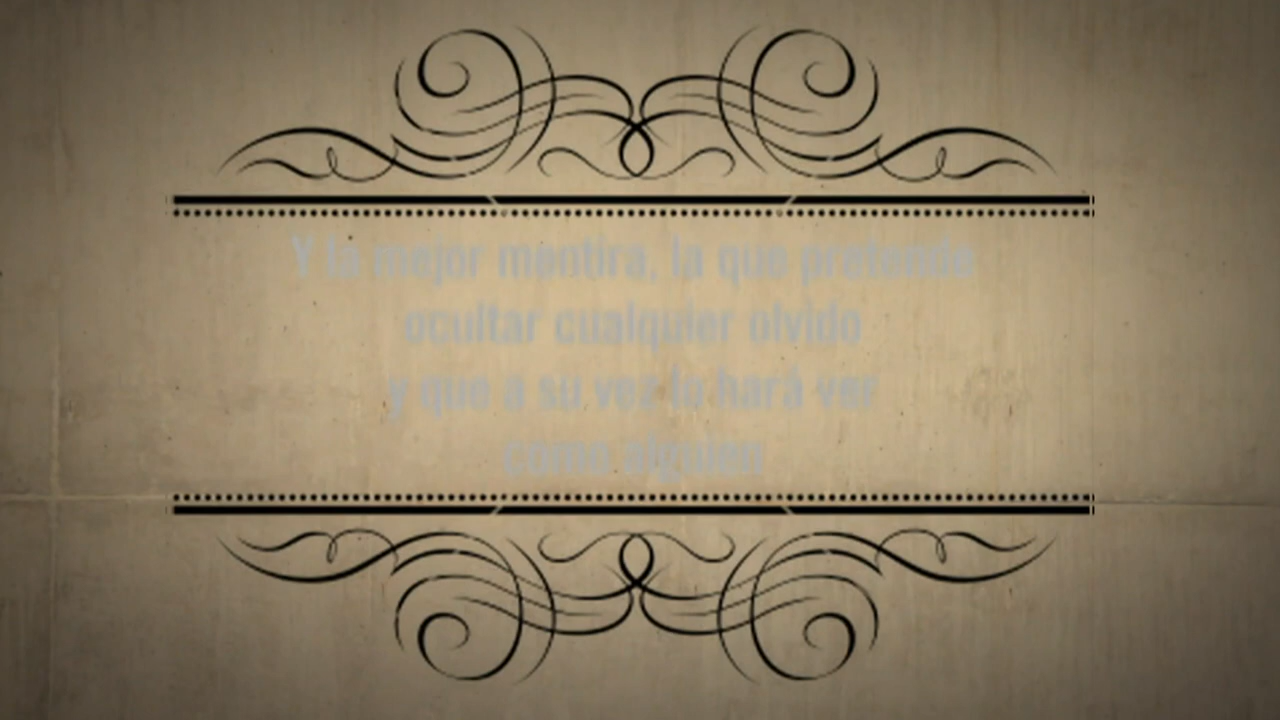 Y la mejor mentira, la que pretende
ocultar cualquier olvido
y que a su vez lo hará ver
como alguien